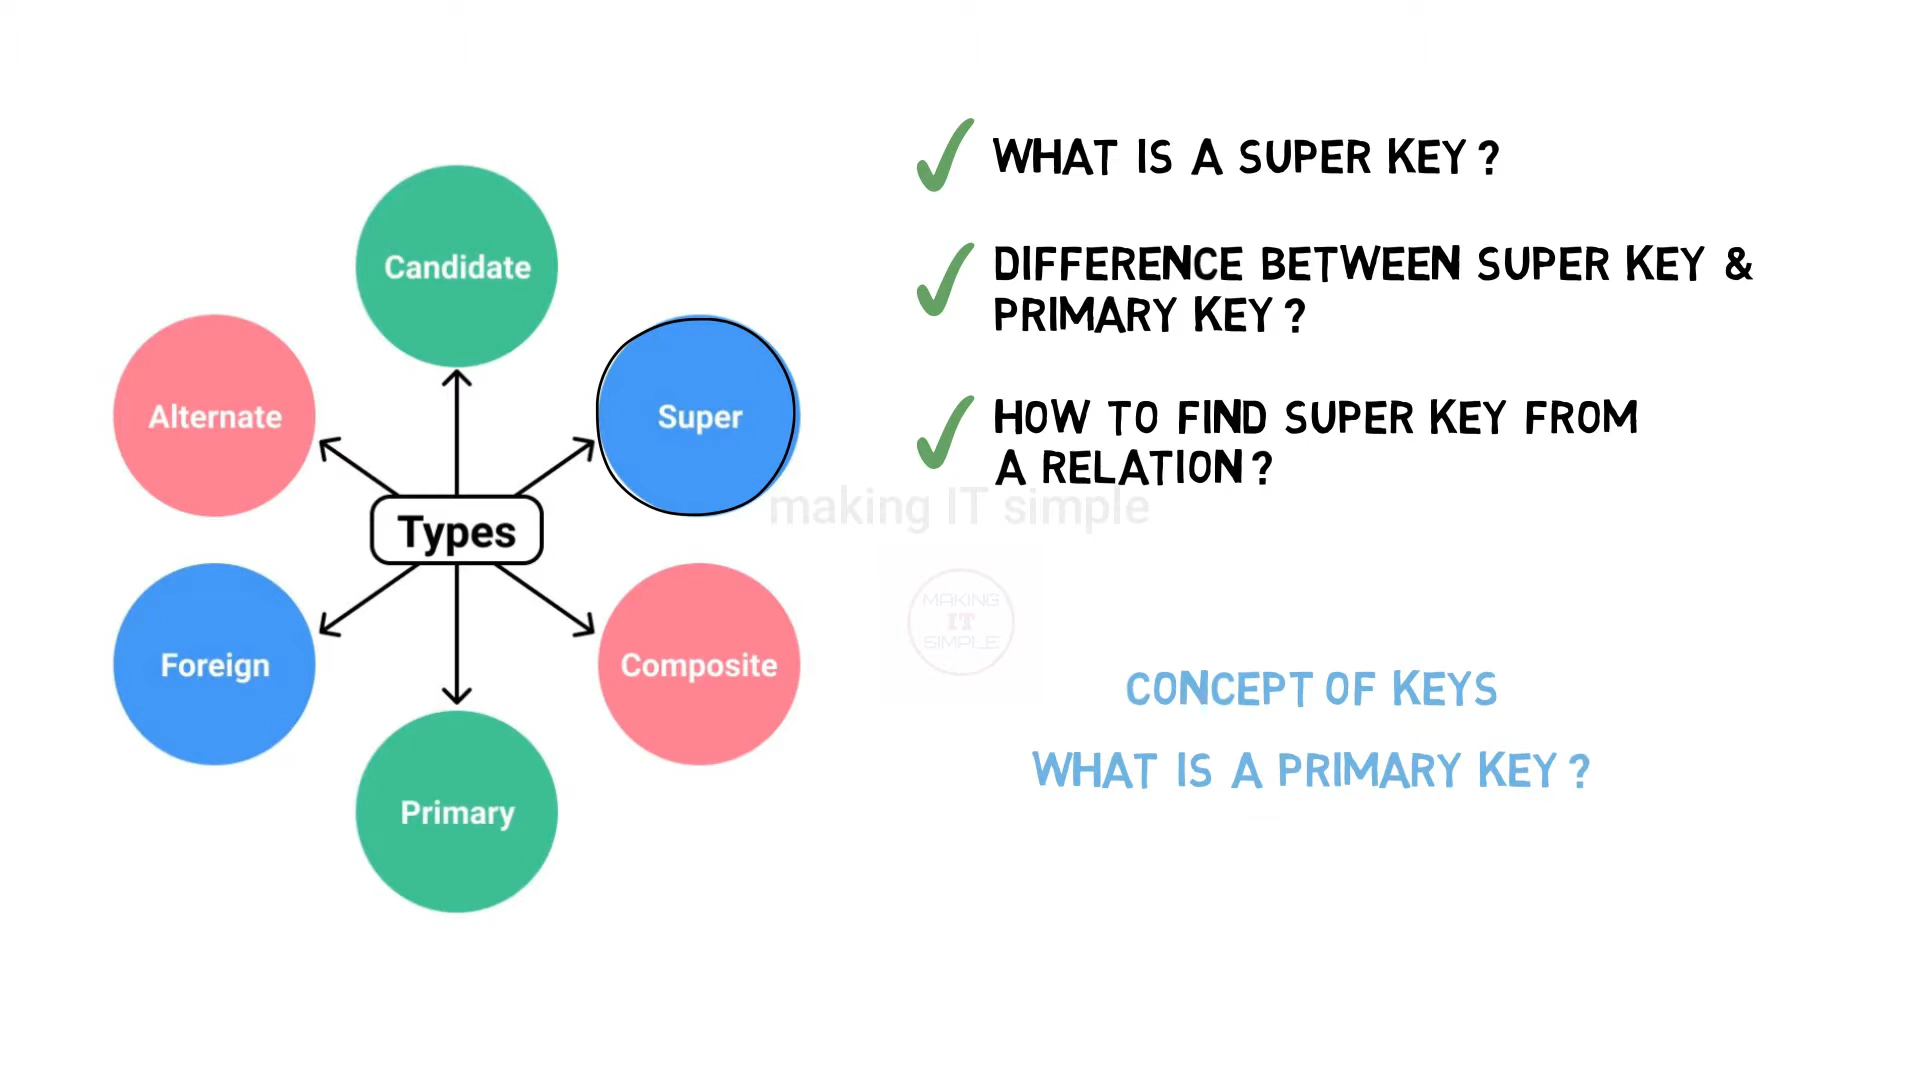 Candidate
Alternate
Super
Types
Foreign
Composite
Primary
WHAT IS A SUPER KEY?
DIFFERENCE BETWEEN SUPER KEY &
PRIMARY KEY?
HOW TO FIND SUPER KEY FROM
A RELATION?
making IT simple
MAKING
IT
SIMPLE
CONCEPT OF KEYS
WHAT IS A PRIMARY KEY?